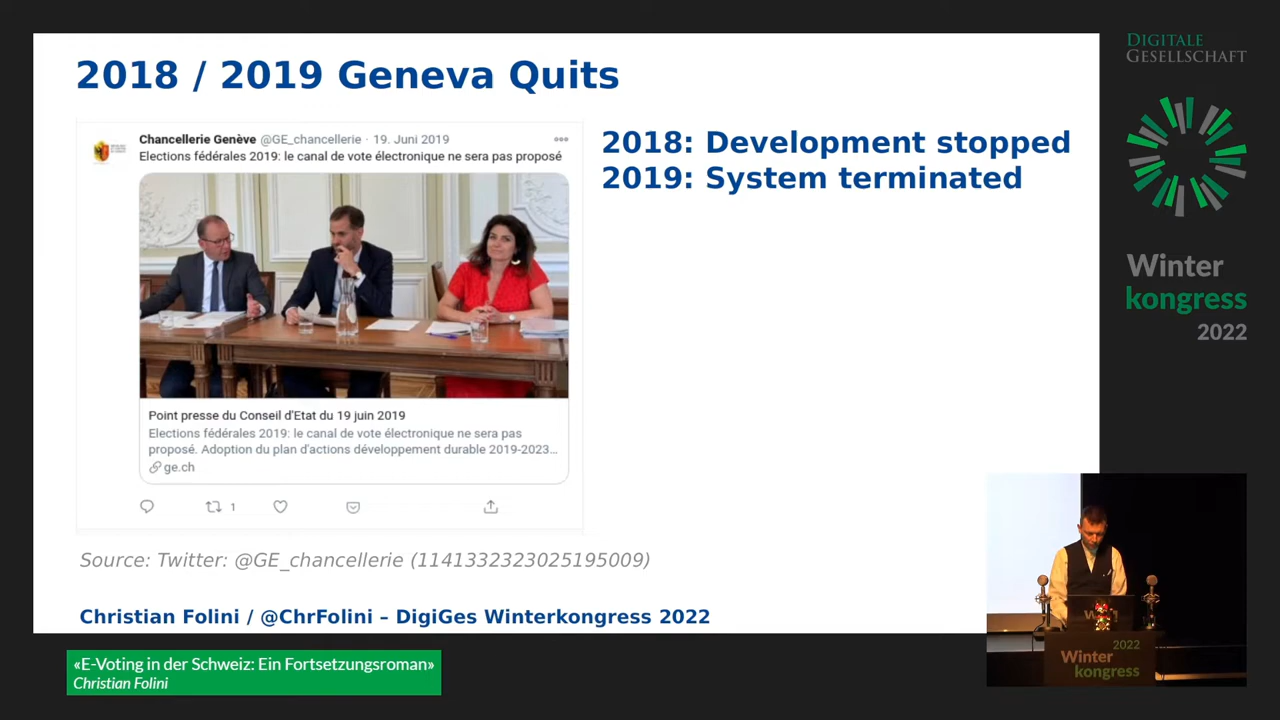 2018 / 2019 Geneva Quits
Chancellerie Genève @GE_chancellerie · 19. Juni 2019
Elections fédérales 2019: le canal de vote électronique ne sera pas proposé
Point presse du Conseil d'Etat du 19 juin 2019
Elections fédérales 2019: le canal de vote électronique ne sera pas
proposé. Adoption du plan d'actions développement durable 2019-2023...
ge.ch
1
2018: Development stopped
2019: System terminated
Source: Twitter: @GE_chancellerie (1141332323025195009)
Christian Folini / @ChrFolini – DigiGes Winterkongress 2022
«E-Voting in der Schweiz: Ein Fortsetzungsroman»
Christian Folini
DIGITALE
GESELLSCHAFT
Winter
kongress
2022
2022
Winter
kongress